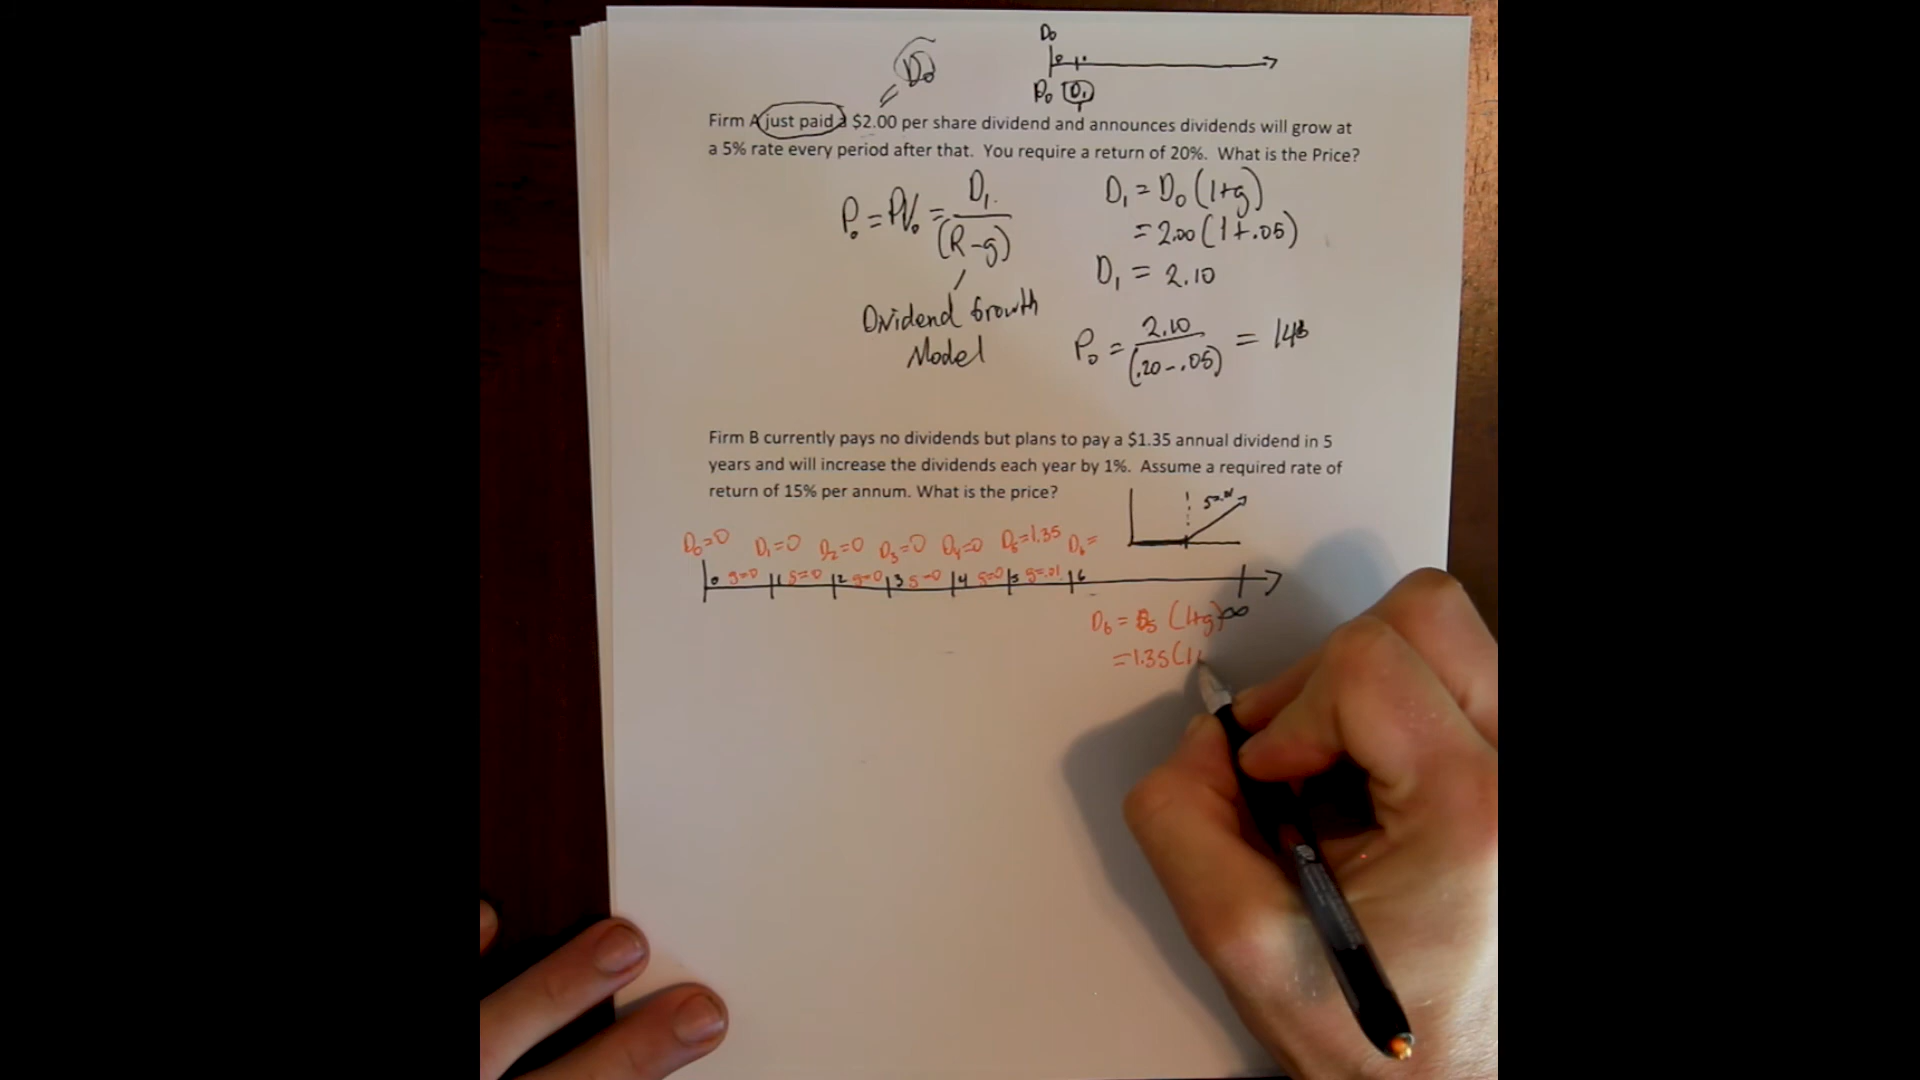 D₀
D₀
0 1
P₀ D₁
=
Firm A just paid a $2.00 per share dividend and announces dividends will grow at
a 5% rate every period after that. You require a return of 20%. What is the Price?
P₀ = PV₀ = D₁ / (R-g)
D₁ = D₀ (1+g)
= 2.00 (1+.05)
D₁ = 2.10
Dividend Growth
Model
P₀ = 2.10 / (.20-.05) = 14
Firm B currently pays no dividends but plans to pay a $1.35 annual dividend in 5
years and will increase the dividends each year by 1%. Assume a required rate of
return of 15% per annum. What is the price?
g=.01
D₀=0 D₁=0 D₂=0 D₃=0 D₄=0 D₅=1.35 D₆=
0 g=0 1 g=0 2 g=0 3 g=0 4 g=0 5 g=.01 6
D₆ = D₅ (1+g) ∞
=1.35(1